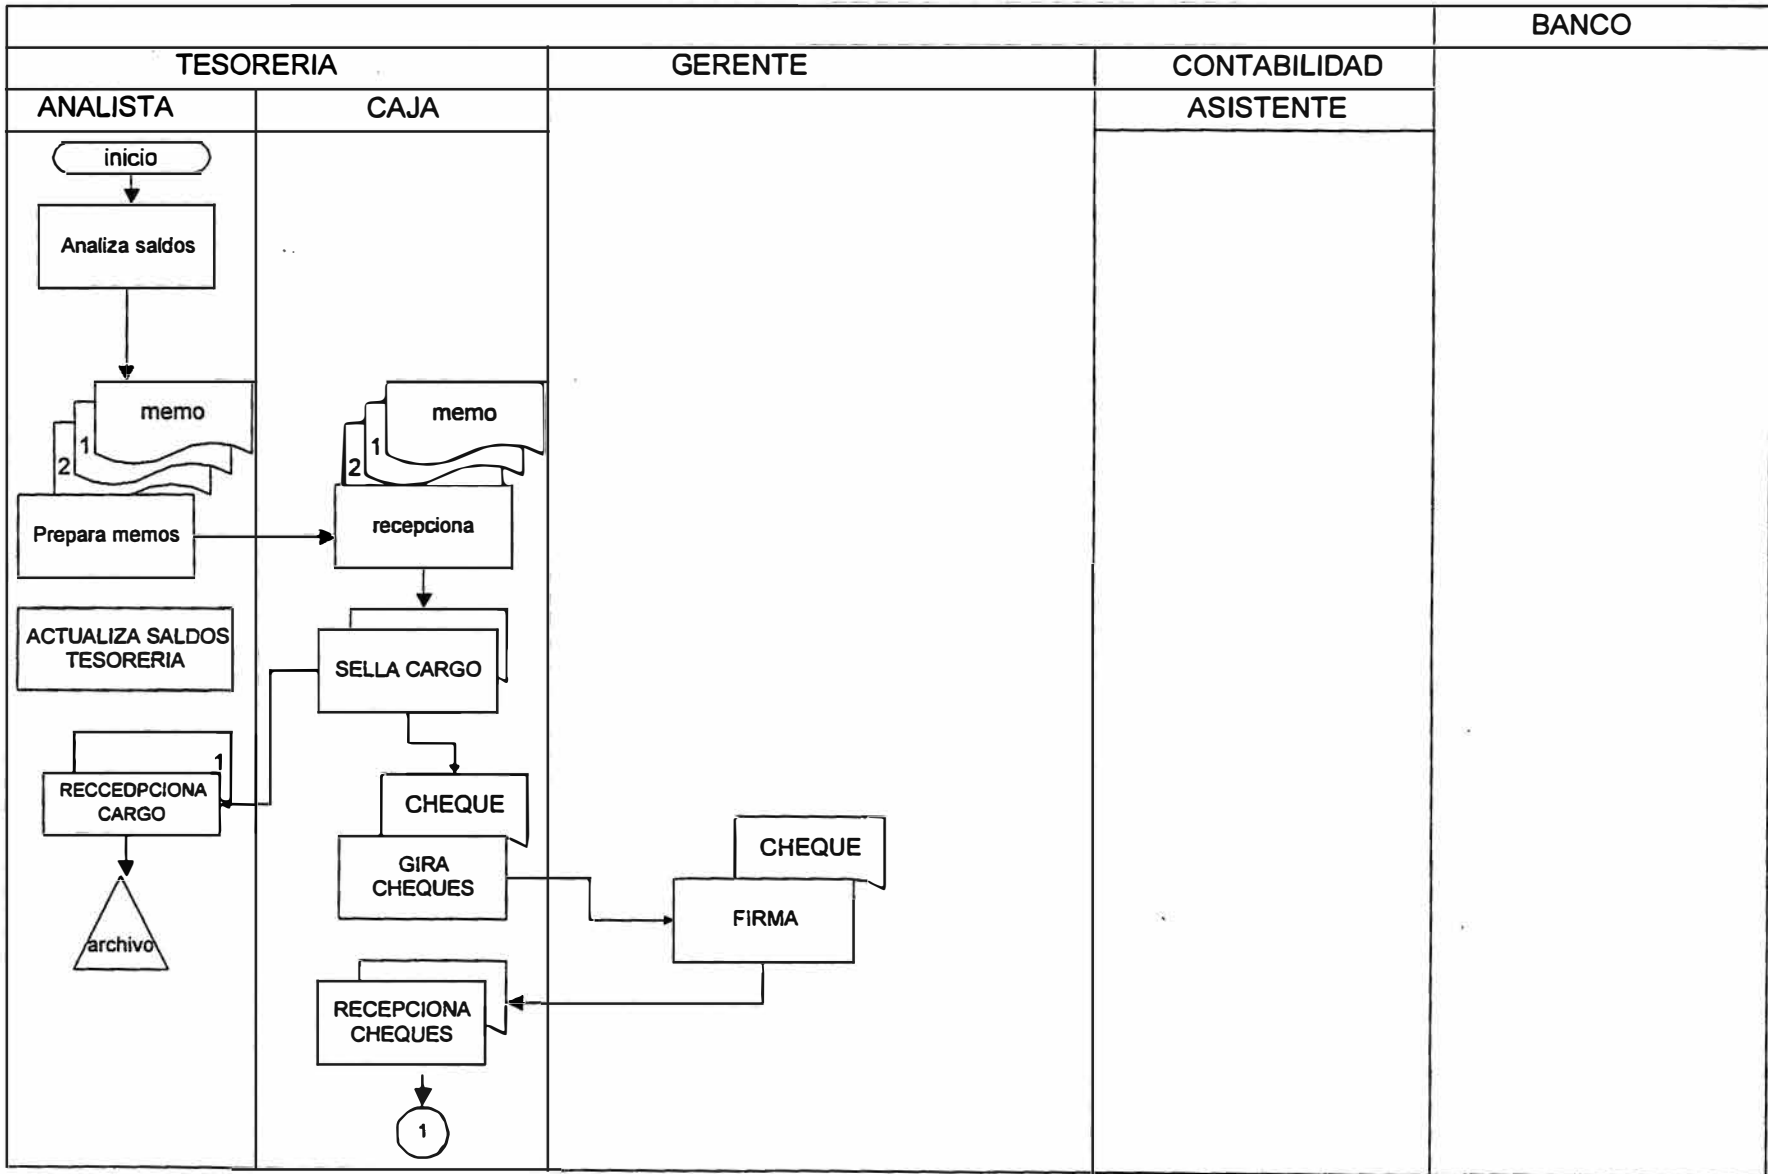 BANCO
TESORERIA
GERENTE
CONTABILIDAD
ANALISTA
CAJA
ASISTENTE
inicio
Analiza saldos
memo
1
2
Prepara memos
memo
1
2
recepciona
ACTUALIZA SALDOS
TESORERIA
SELLA CARGO
1
RECCEDPCIONA
CARGO
archivo
CHEQUE
GIRA
CHEQUES
CHEQUE
FIRMA
RECEPCIONA
CHEQUES
1